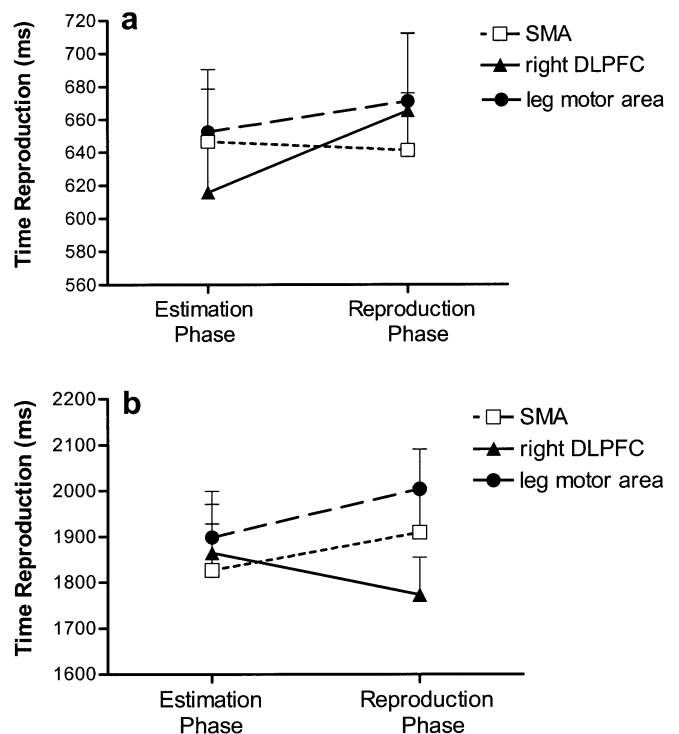 a
720
700
680
660
640
620
600
580
560
Time Reproduction (ms)
SMA
right DLPFC
leg motor area
Estimation
Phase
Reproduction
Phase
b
2200
2100
2000
1900
1800
1700
1600
Time Reproduction (ms)
SMA
right DLPFC
leg motor area
Estimation
Phase
Reproduction
Phase